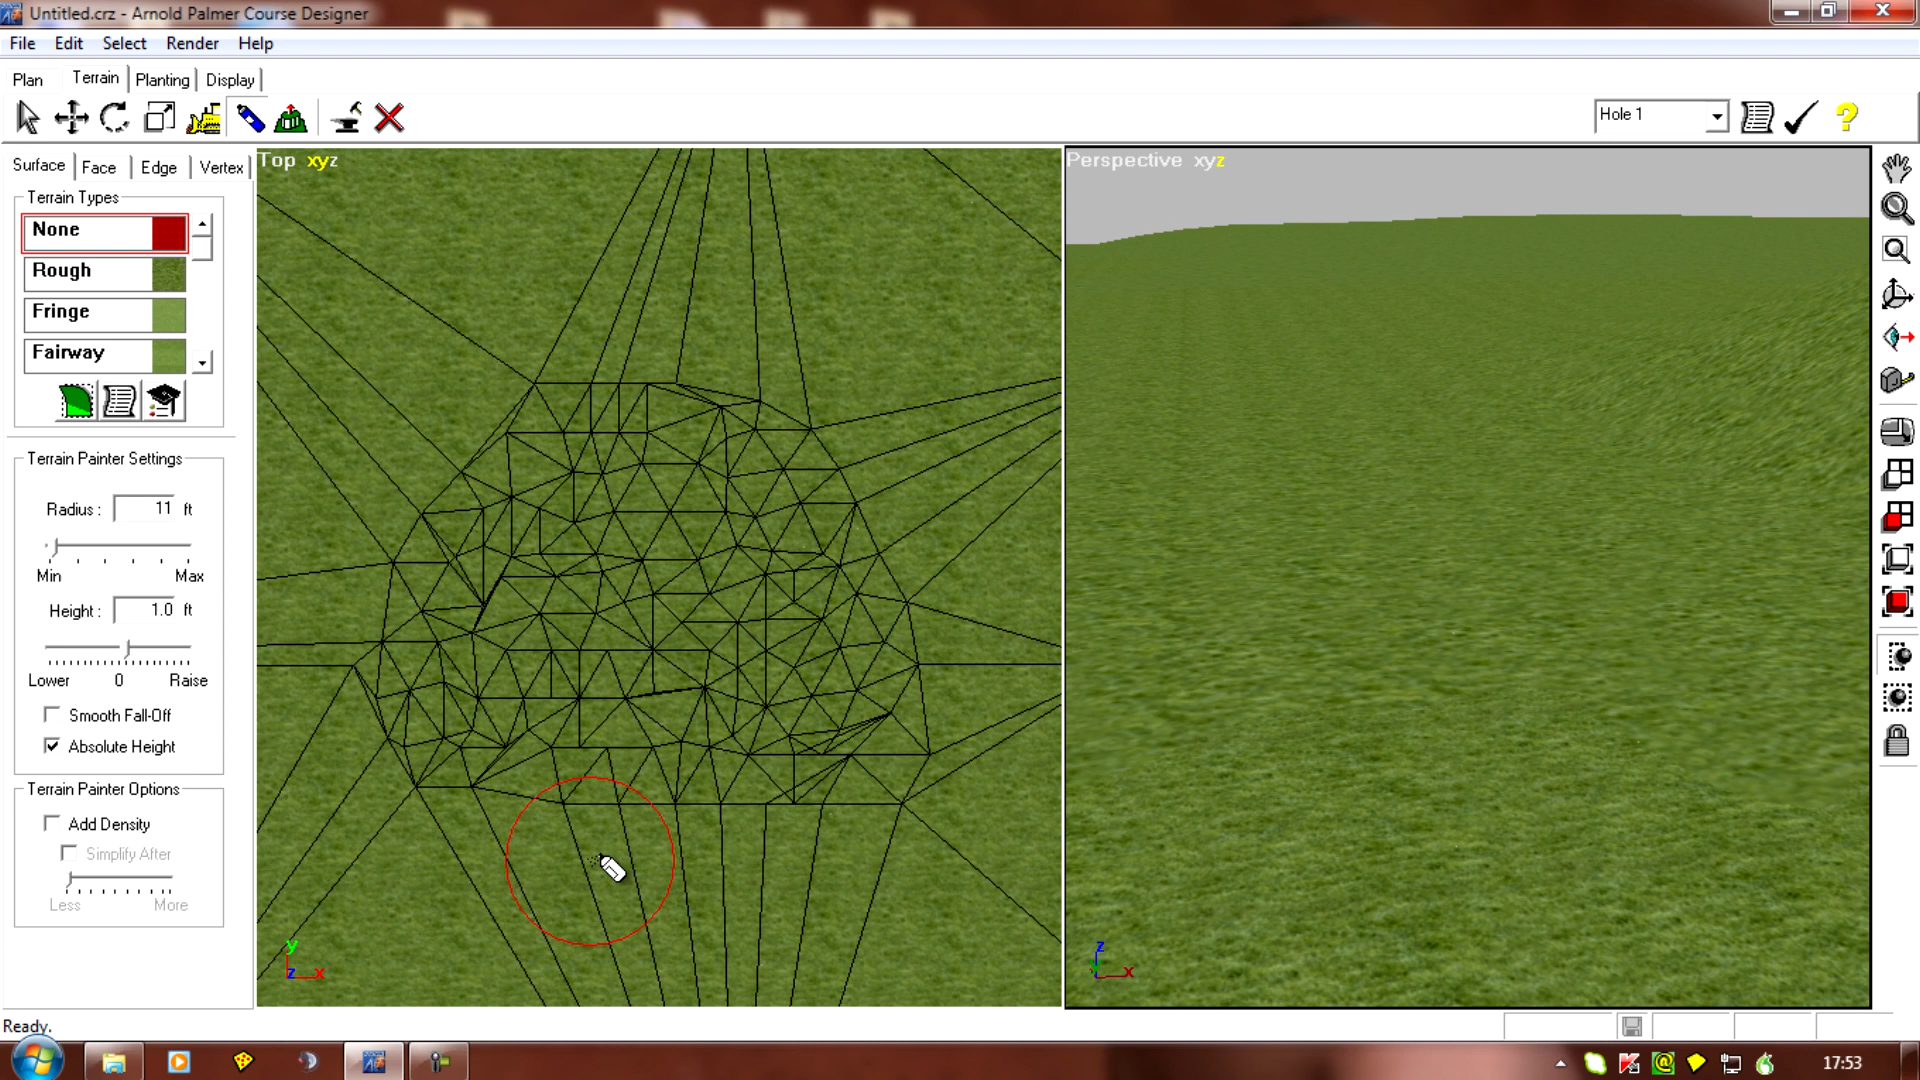 Untitled.crz - Arnold Palmer Course Designer
File Edit Select Render Help
Plan Terrain Planting Display
Hole 1
Surface Face Edge Vertex
Top xyz
Perspective xyz
Terrain Types
None
Rough
Fringe
Fairway
Terrain Painter Settings
Radius : 11 ft
Min Max
Height : 1.0 ft
Lower 0 Raise
Smooth Fall-Off
Absolute Height
Terrain Painter Options
Add Density
Simplify After
Less More
y
z x
z
y x
Ready.
17:53